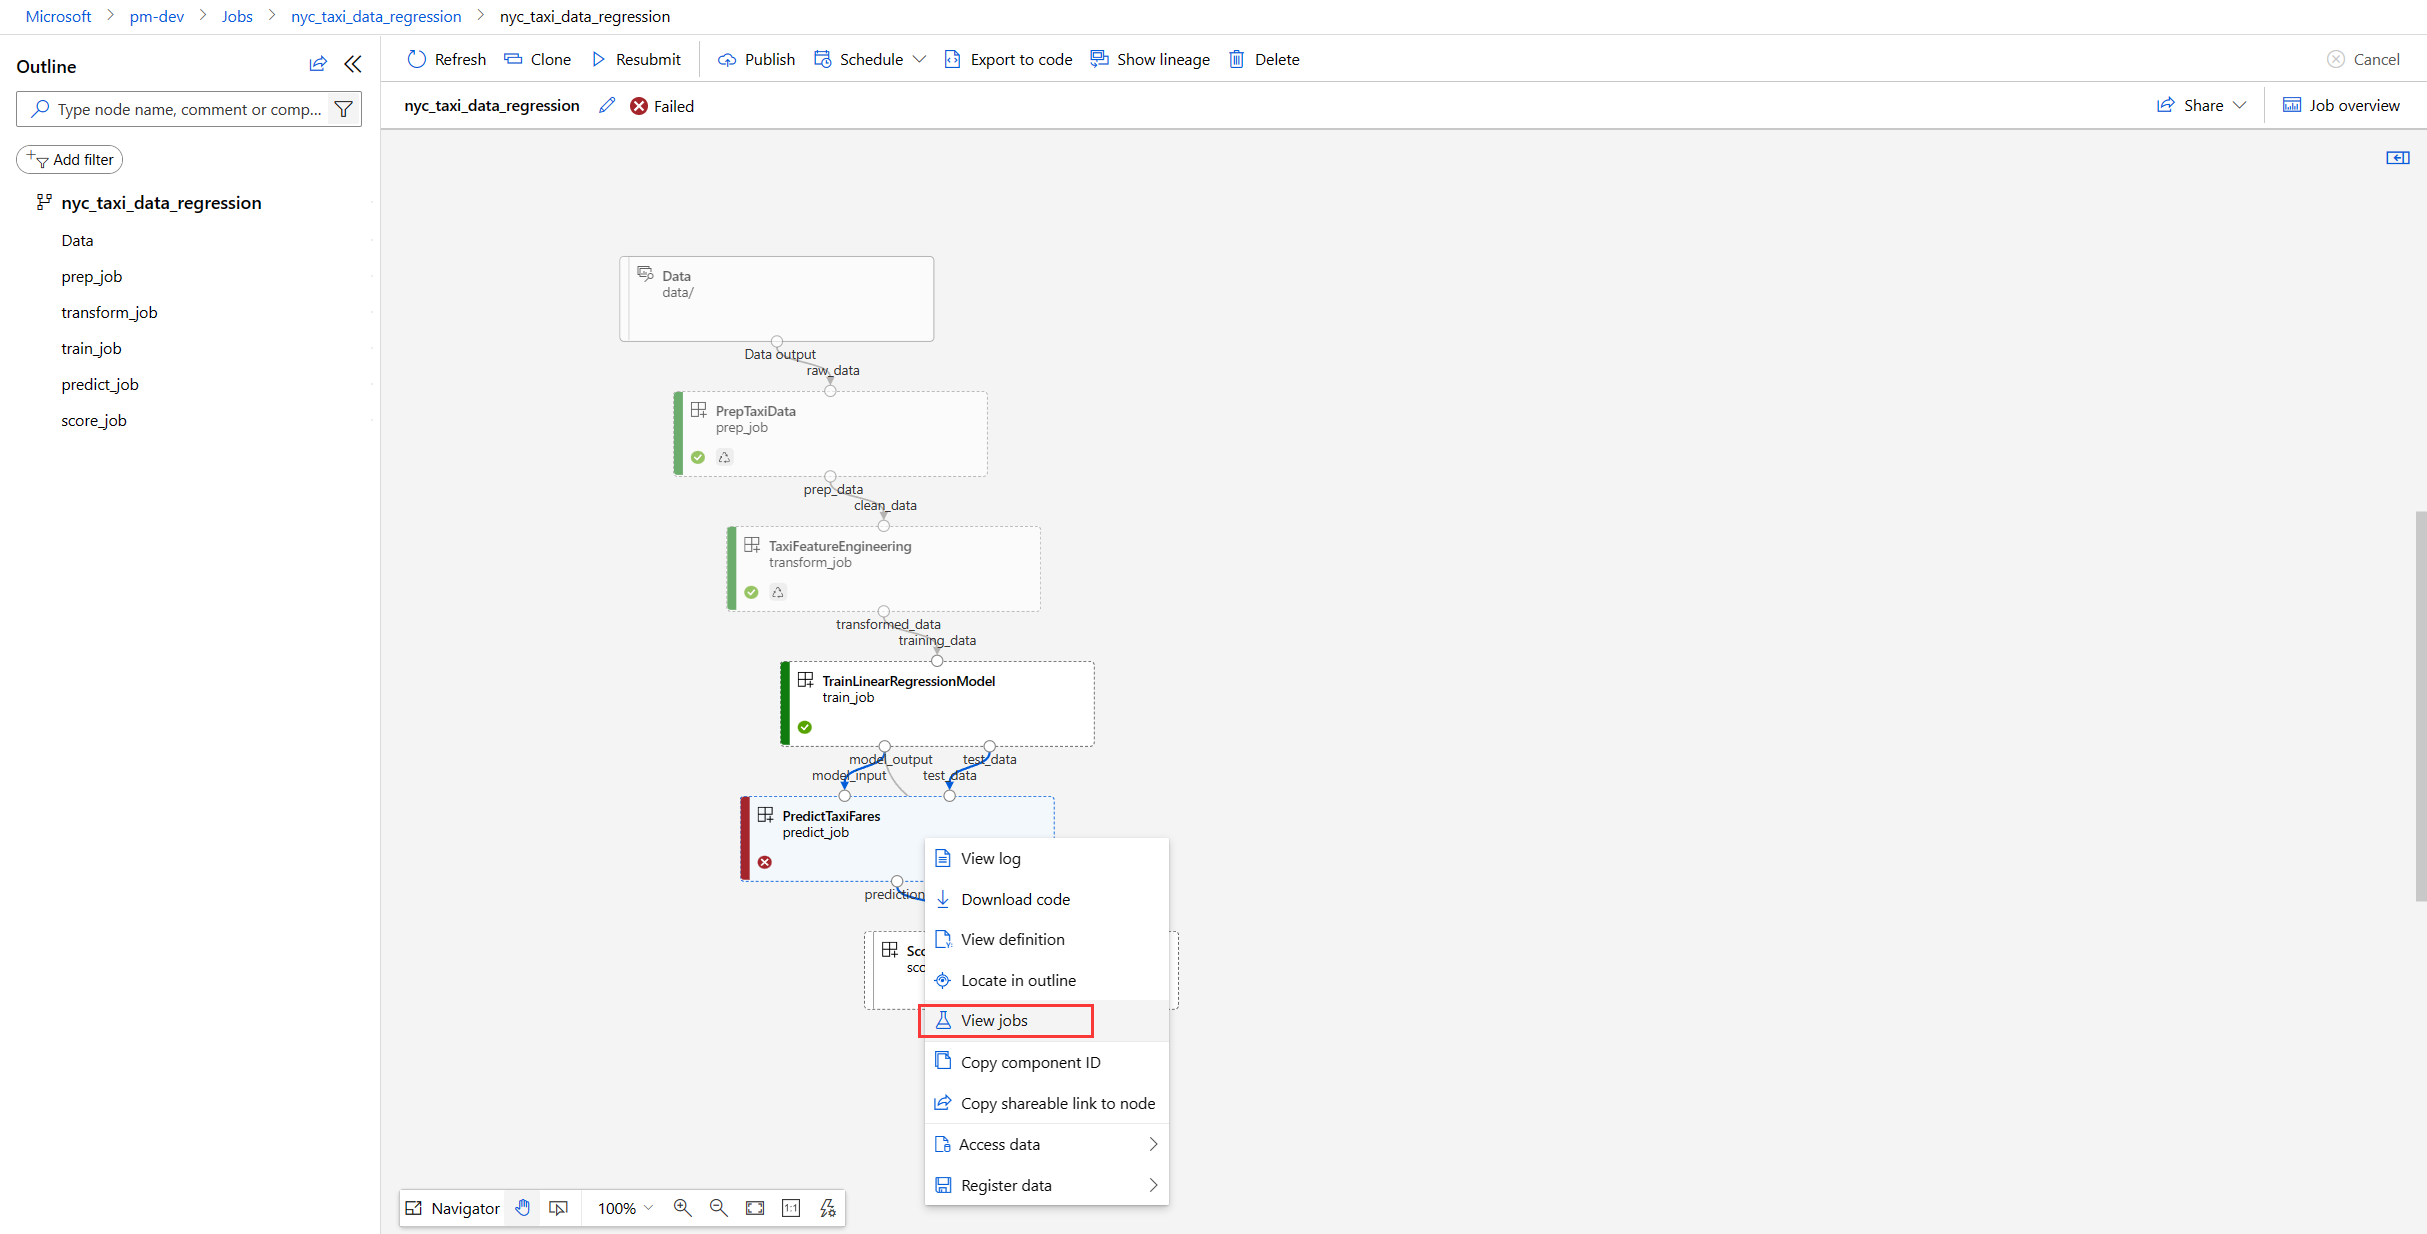 Microsoft > pm-dev > Jobs > nyc_taxi_data_regression > nyc_taxi_data_regression
Outline
Type node name, comment or comp...
Add filter
nyc_taxi_data_regression
Data
prep_job
transform_job
train_job
predict_job
score_job
Refresh Clone Resubmit Publish Schedule Export to code Show lineage Delete Cancel
nyc_taxi_data_regression Failed Share Job overview
Data
data/
Data output
raw_data
PrepTaxiData
prep_job
prep_data
clean_data
TaxiFeatureEngineering
transform_job
transformed_data
training_data
TrainLinearRegressionModel
train_job
model_output test_data
model_input test_data
PredictTaxiFares
predict_job
prediction
Sco
sco
View log
Download code
View definition
Locate in outline
View jobs
Copy component ID
Copy shareable link to node
Access data
Register data
Navigator 100% 1:1